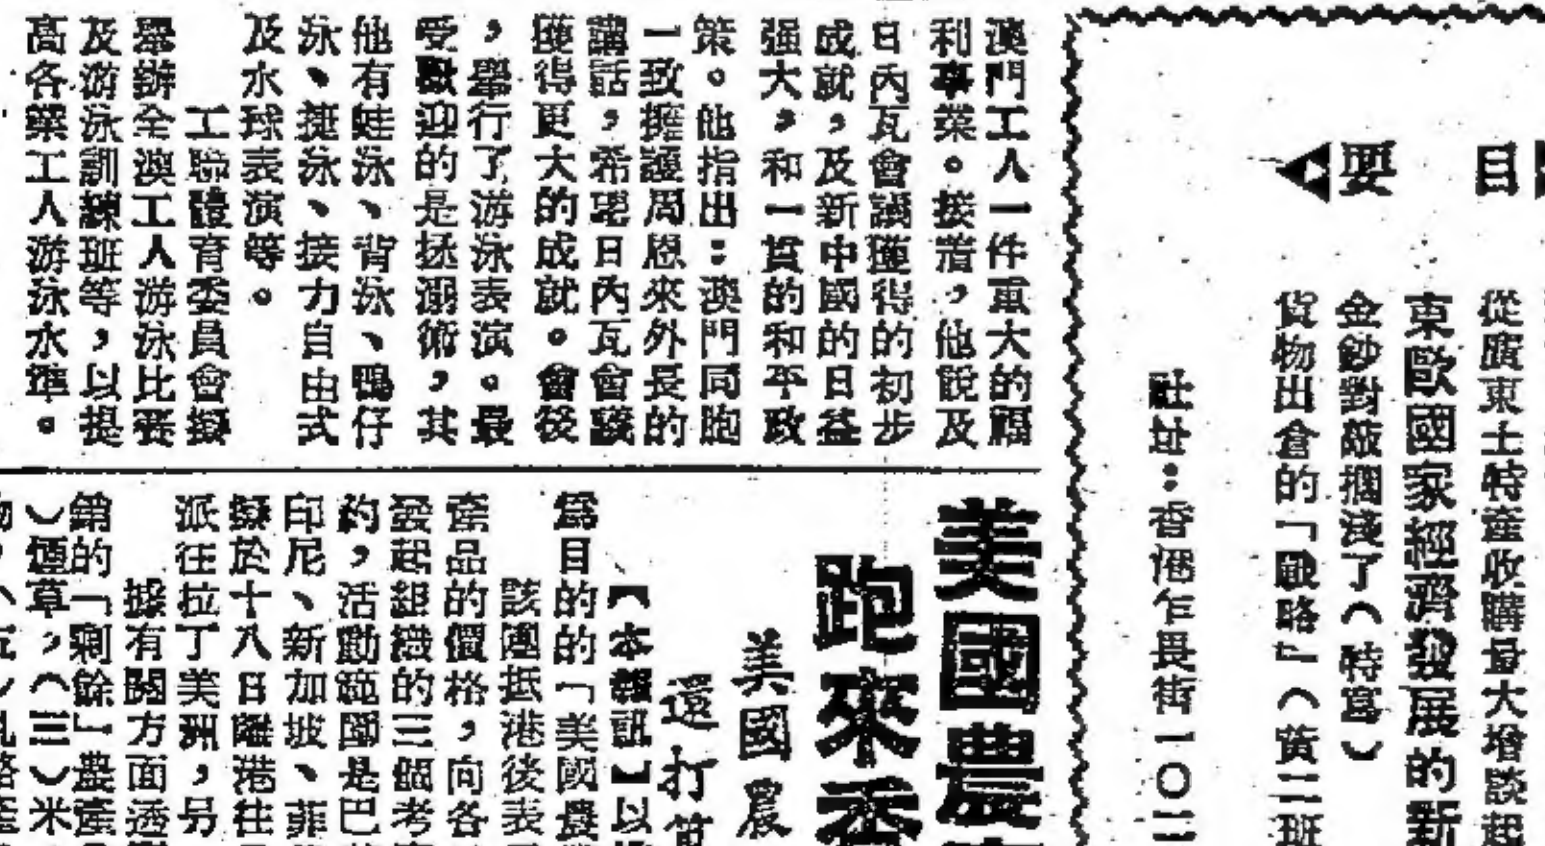 目 要
從廣東土特產收購量大增談起
東歐國家經濟發展的新
金鈔對敲擱淺了（特寫）
貨物出倉的「竅路」（黃二班
社址：香港乍畏街一〇二
澳門工人一件重大的福
利事業。接着，他說及
日內瓦會議獲得的初步
成就，及新中國的日益
强大，和一貫的和平政
策。他指出：澳門同胞
一致擁護周恩來外長的
講話，希望日內瓦會議
獲得更大的成就。會後
，舉行了游泳表演。最
受歡迎的是拯溺術，其
他有蛙泳、背泳、鴨仔
泳、捷泳、接力自由式
及水球表演等。
工聯體育委員會擬
舉辦全澳工人游泳比賽
及游泳訓練班等，以提
高各業工人游泳水準。
美國農
跑來香
美國農
還打算
【本報訊】以
為目的的「美國農
該團抵港後表
產品的價格，向各
發起組織的三個考
約，活動範圍是巴
印尼、新加坡、菲
擬於十八日離港往
派往拉丁美洲，另
據有關方面透
銷的「剩餘」農產
）煙草，（三）米